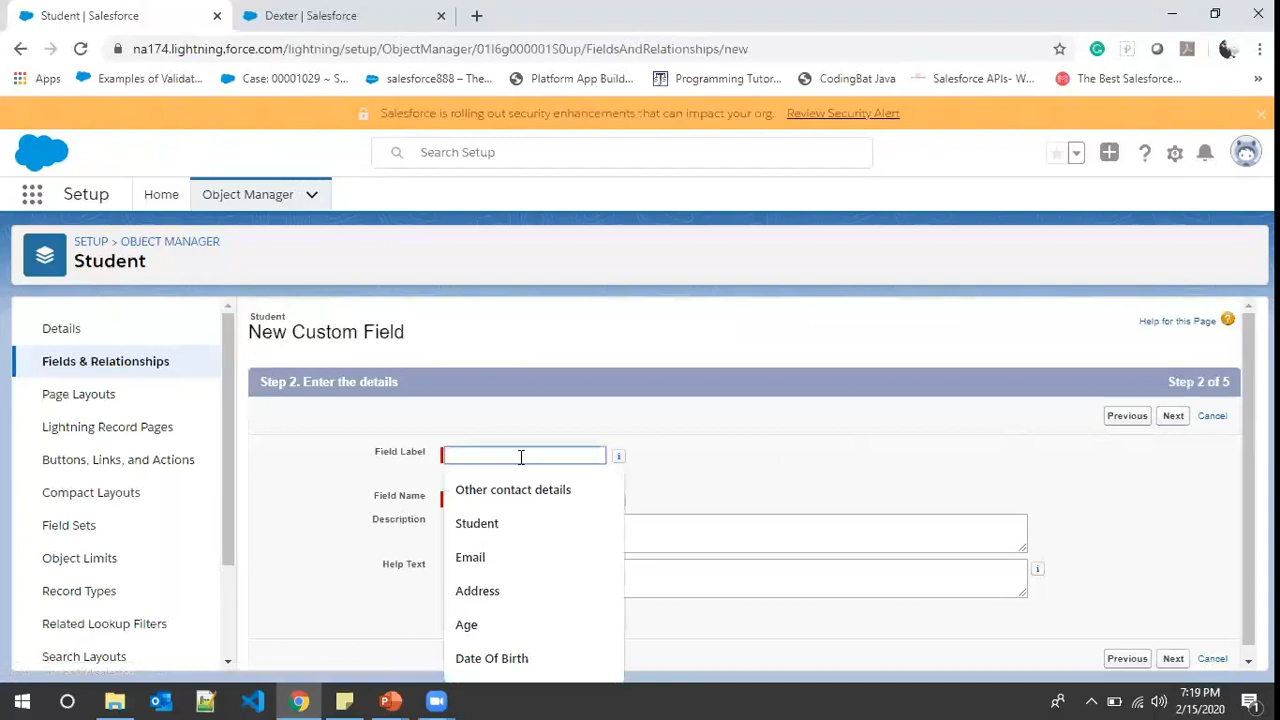 Student | Salesforce
Dexter | Salesforce
na174.lightning.force.com/lightning/setup/ObjectManager/01I6g000001S0up/FieldsAndRelationships/new
Apps
Examples of Validat...
Case: 00001029 ~ S...
salesforce888 – The...
Platform App Build...
Programming Tutor...
CodingBat Java
Salesforce APIs- W...
The Best Salesforce...
Salesforce is rolling out security enhancements that can impact your org. Review Security Alert
Search Setup
Setup
Home
Object Manager
SETUP > OBJECT MANAGER
Student
Details
Fields & Relationships
Page Layouts
Lightning Record Pages
Buttons, Links, and Actions
Compact Layouts
Field Sets
Object Limits
Record Types
Related Lookup Filters
Search Layouts
Student
New Custom Field
Help for this Page
Step 2. Enter the details
Step 2 of 5
Previous
Next
Cancel
Field Label
Field Name
Description
Help Text
Other contact details
Student
Email
Address
Age
Date Of Birth
Previous
Next
Cancel
7:19 PM
2/15/2020